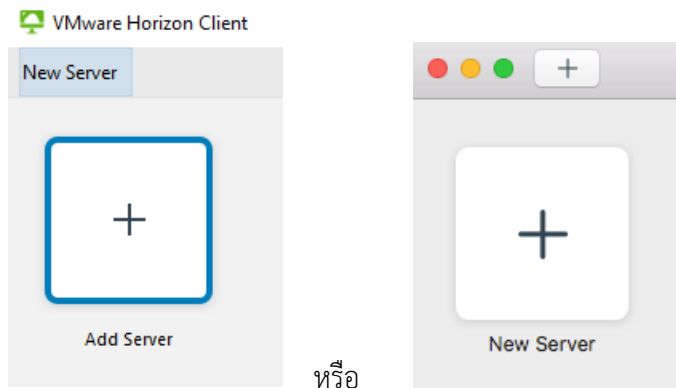 VMware Horizon Client
New Server
Add Server
หรือ
New Server